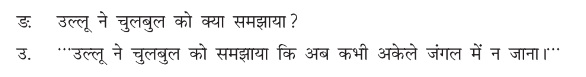 ङ. उल्लू ने चुलबुल को क्या समझाया?
उ. ```उल्लू ने चुलबुल को समझाया कि अब कभी अकेले जंगल में न जाना।```